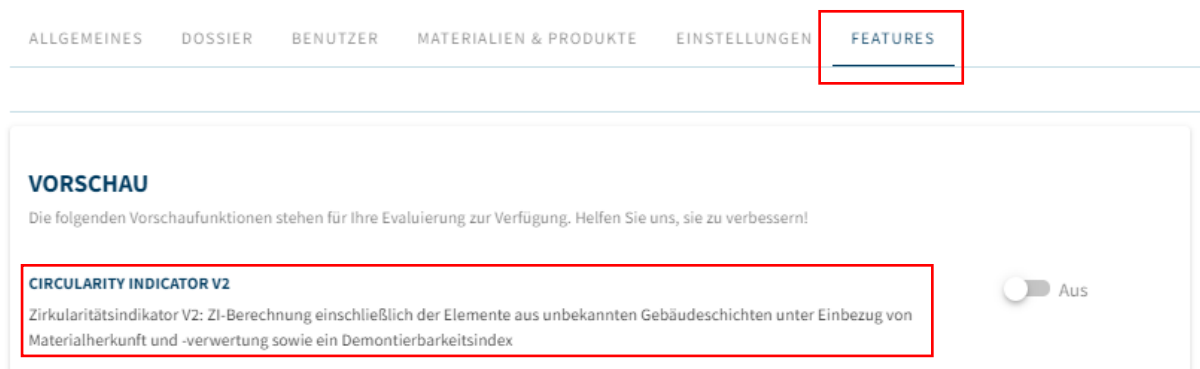 ALLGEMEINES DOSSIER BENUTZER MATERIALIEN & PRODUKTE EINSTELLUNGEN FEATURES
VORSCHAU
Die folgenden Vorschaufunktionen stehen für Ihre Evaluierung zur Verfügung. Helfen Sie uns, sie zu verbessern!
CIRCULARITY INDICATOR V2
Aus
Zirkularitätsindikator V2: ZI-Berechnung einschließlich der Elemente aus unbekannten Gebäudeschichten unter Einbezug von
Materialherkunft und -verwertung sowie ein Demontierbarkeitsindex